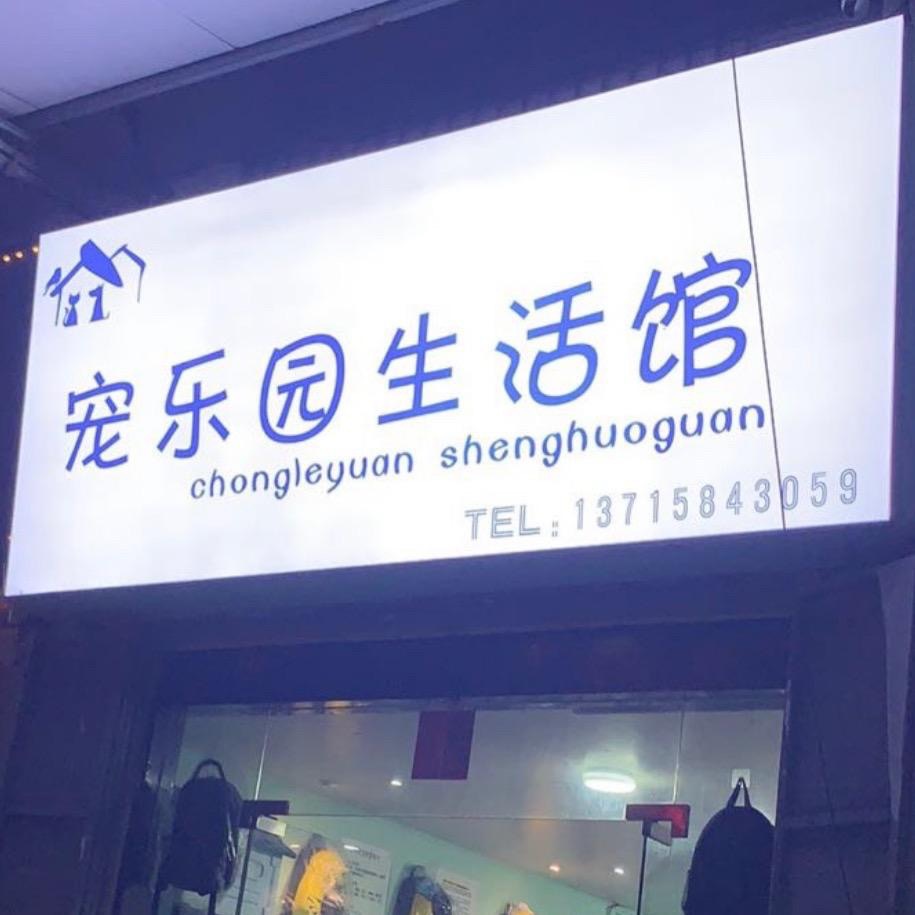 宠乐园生活馆
chongleyuan shenghuoguan
TEL: 13715843059